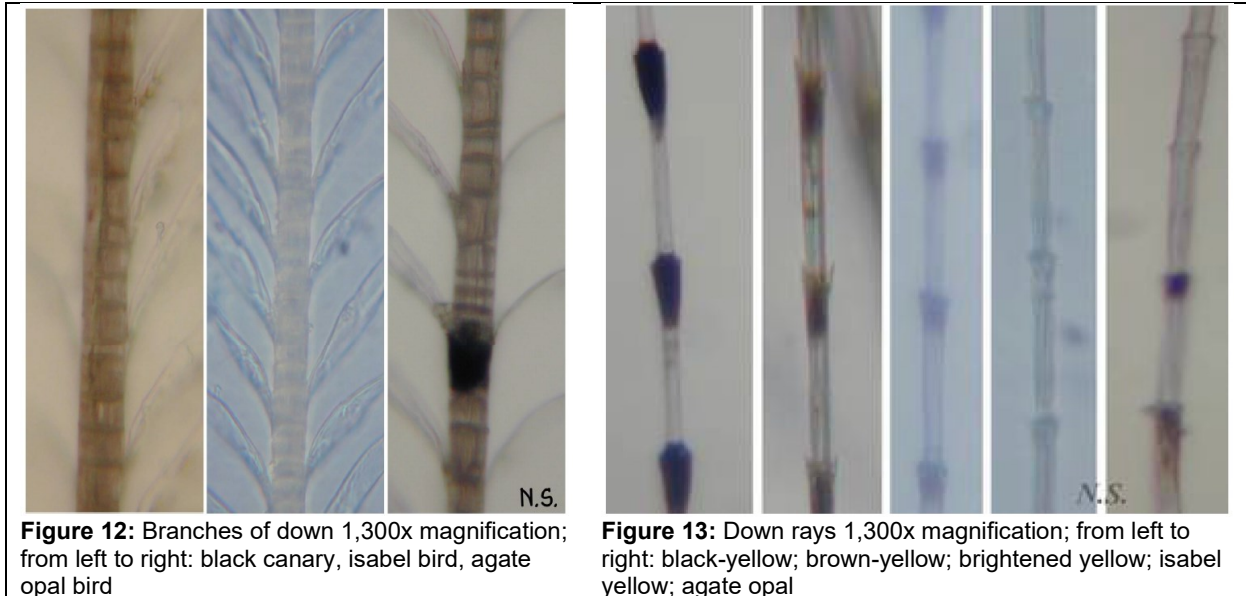 N.S.
Figure 12: Branches of down 1,300x magnification;
from left to right: black canary, isabel bird, agate
opal bird
N.S.
Figure 13: Down rays 1,300x magnification; from left to
right: black-yellow; brown-yellow; brightened yellow; isabel
yellow; agate opal